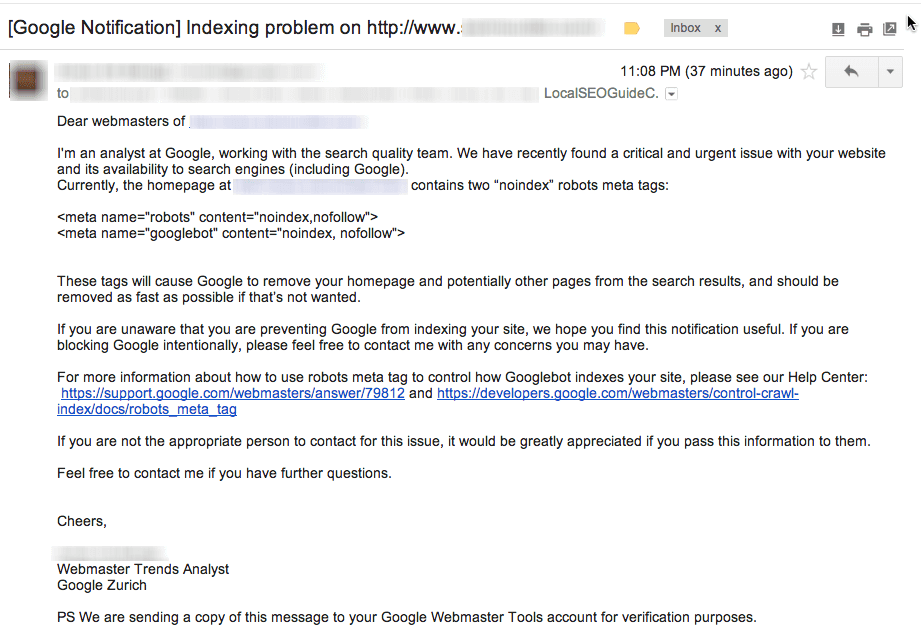 [Google Notification] Indexing problem on http://www.
Inbox x
11:08 PM (37 minutes ago)
to LocalSEOGuideC.
Dear webmasters of
I'm an analyst at Google, working with the search quality team. We have recently found a critical and urgent issue with your website
and its availability to search engines (including Google).
Currently, the homepage at contains two “noindex” robots meta tags:
<meta name="robots" content="noindex,nofollow">
<meta name="googlebot" content="noindex, nofollow">
These tags will cause Google to remove your homepage and potentially other pages from the search results, and should be
removed as fast as possible if that's not wanted.
If you are unaware that you are preventing Google from indexing your site, we hope you find this notification useful. If you are
blocking Google intentionally, please feel free to contact me with any concerns you may have.
For more information about how to use robots meta tag to control how Googlebot indexes your site, please see our Help Center:
https://support.google.com/webmasters/answer/79812 and https://developers.google.com/webmasters/control-crawl-
index/docs/robots_meta_tag
If you are not the appropriate person to contact for this issue, it would be greatly appreciated if you pass this information to them.
Feel free to contact me if you have further questions.
Cheers,
Webmaster Trends Analyst
Google Zurich
PS We are sending a copy of this message to your Google Webmaster Tools account for verification purposes.